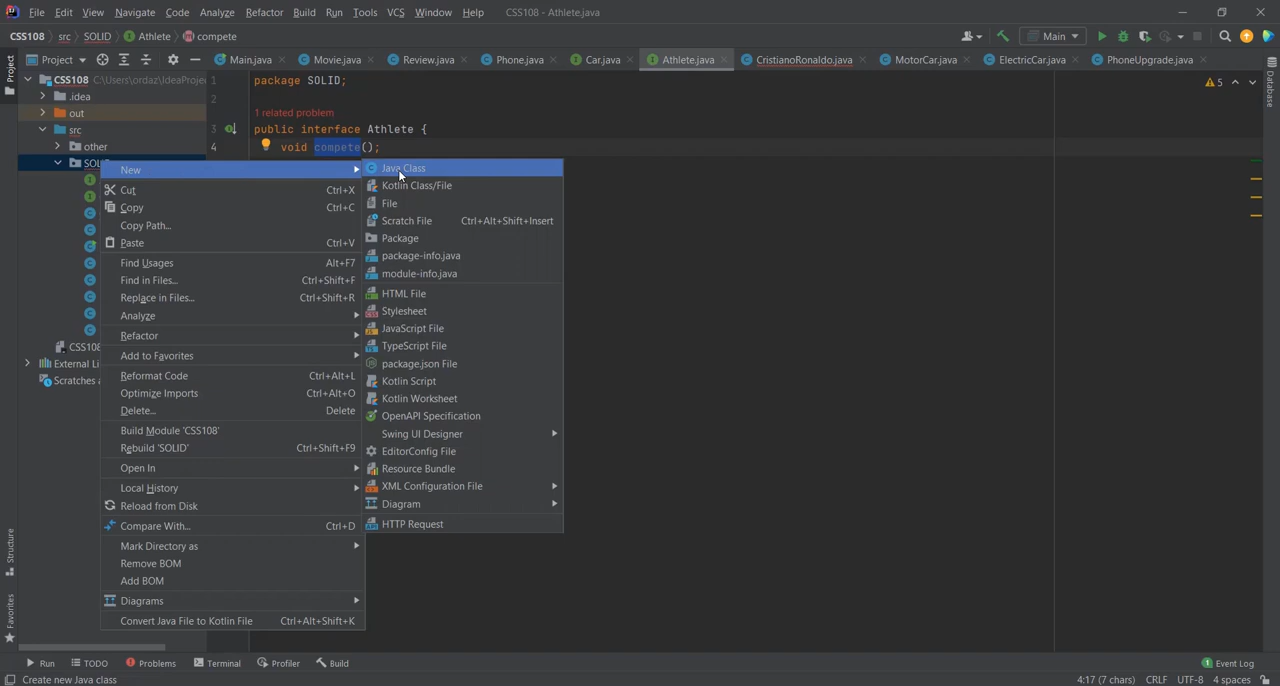 File Edit View Navigate Code Analyze Refactor Build Run Tools VCS Window Help CSS108 - Athlete.java
CSS108 src SOLID Athlete compete Main
Project Main.java Movie.java Review.java Phone.java Car.java Athlete.java CristianoRonaldo.java MotorCar.java ElectricCar.java PhoneUpgrade.java
Project
Database
CSS108 C:\Users\rdaz\IdeaProje
.idea
out
src
other
SOL
CSS108
External Li
Scratches a
1 package SOLID;
2
1 related problem
3 public interface Athlete {
4 void compete();
5
New
Cut Ctrl+X
Copy Ctrl+C
Copy Path...
Paste Ctrl+V
Find Usages Alt+F7
Find in Files... Ctrl+Shift+F
Replace in Files... Ctrl+Shift+R
Analyze
Refactor
Add to Favorites
Reformat Code Ctrl+Alt+L
Optimize Imports Ctrl+Alt+O
Delete... Delete
Build Module 'CSS108'
Rebuild 'SOLID' Ctrl+Shift+F9
Open In
Local History
Reload from Disk
Compare With... Ctrl+D
Mark Directory as
Remove BOM
Add BOM
Diagrams
Convert Java File to Kotlin File Ctrl+Alt+Shift+K
Java Class
Kotlin Class/File
File
Scratch File Ctrl+Alt+Shift+Insert
Package
package-info.java
module-info.java
HTML File
Stylesheet
JavaScript File
TypeScript File
package.json File
Kotlin Script
Kotlin Worksheet
OpenAPI Specification
Swing UI Designer
EditorConfig File
Resource Bundle
XML Configuration File
Diagram
HTTP Request
Structure
Favorites
Run TODO Problems Terminal Profiler Build 1 Event Log
Create new Java class 4:17 (7 chars) CRLF UTF-8 4 spaces